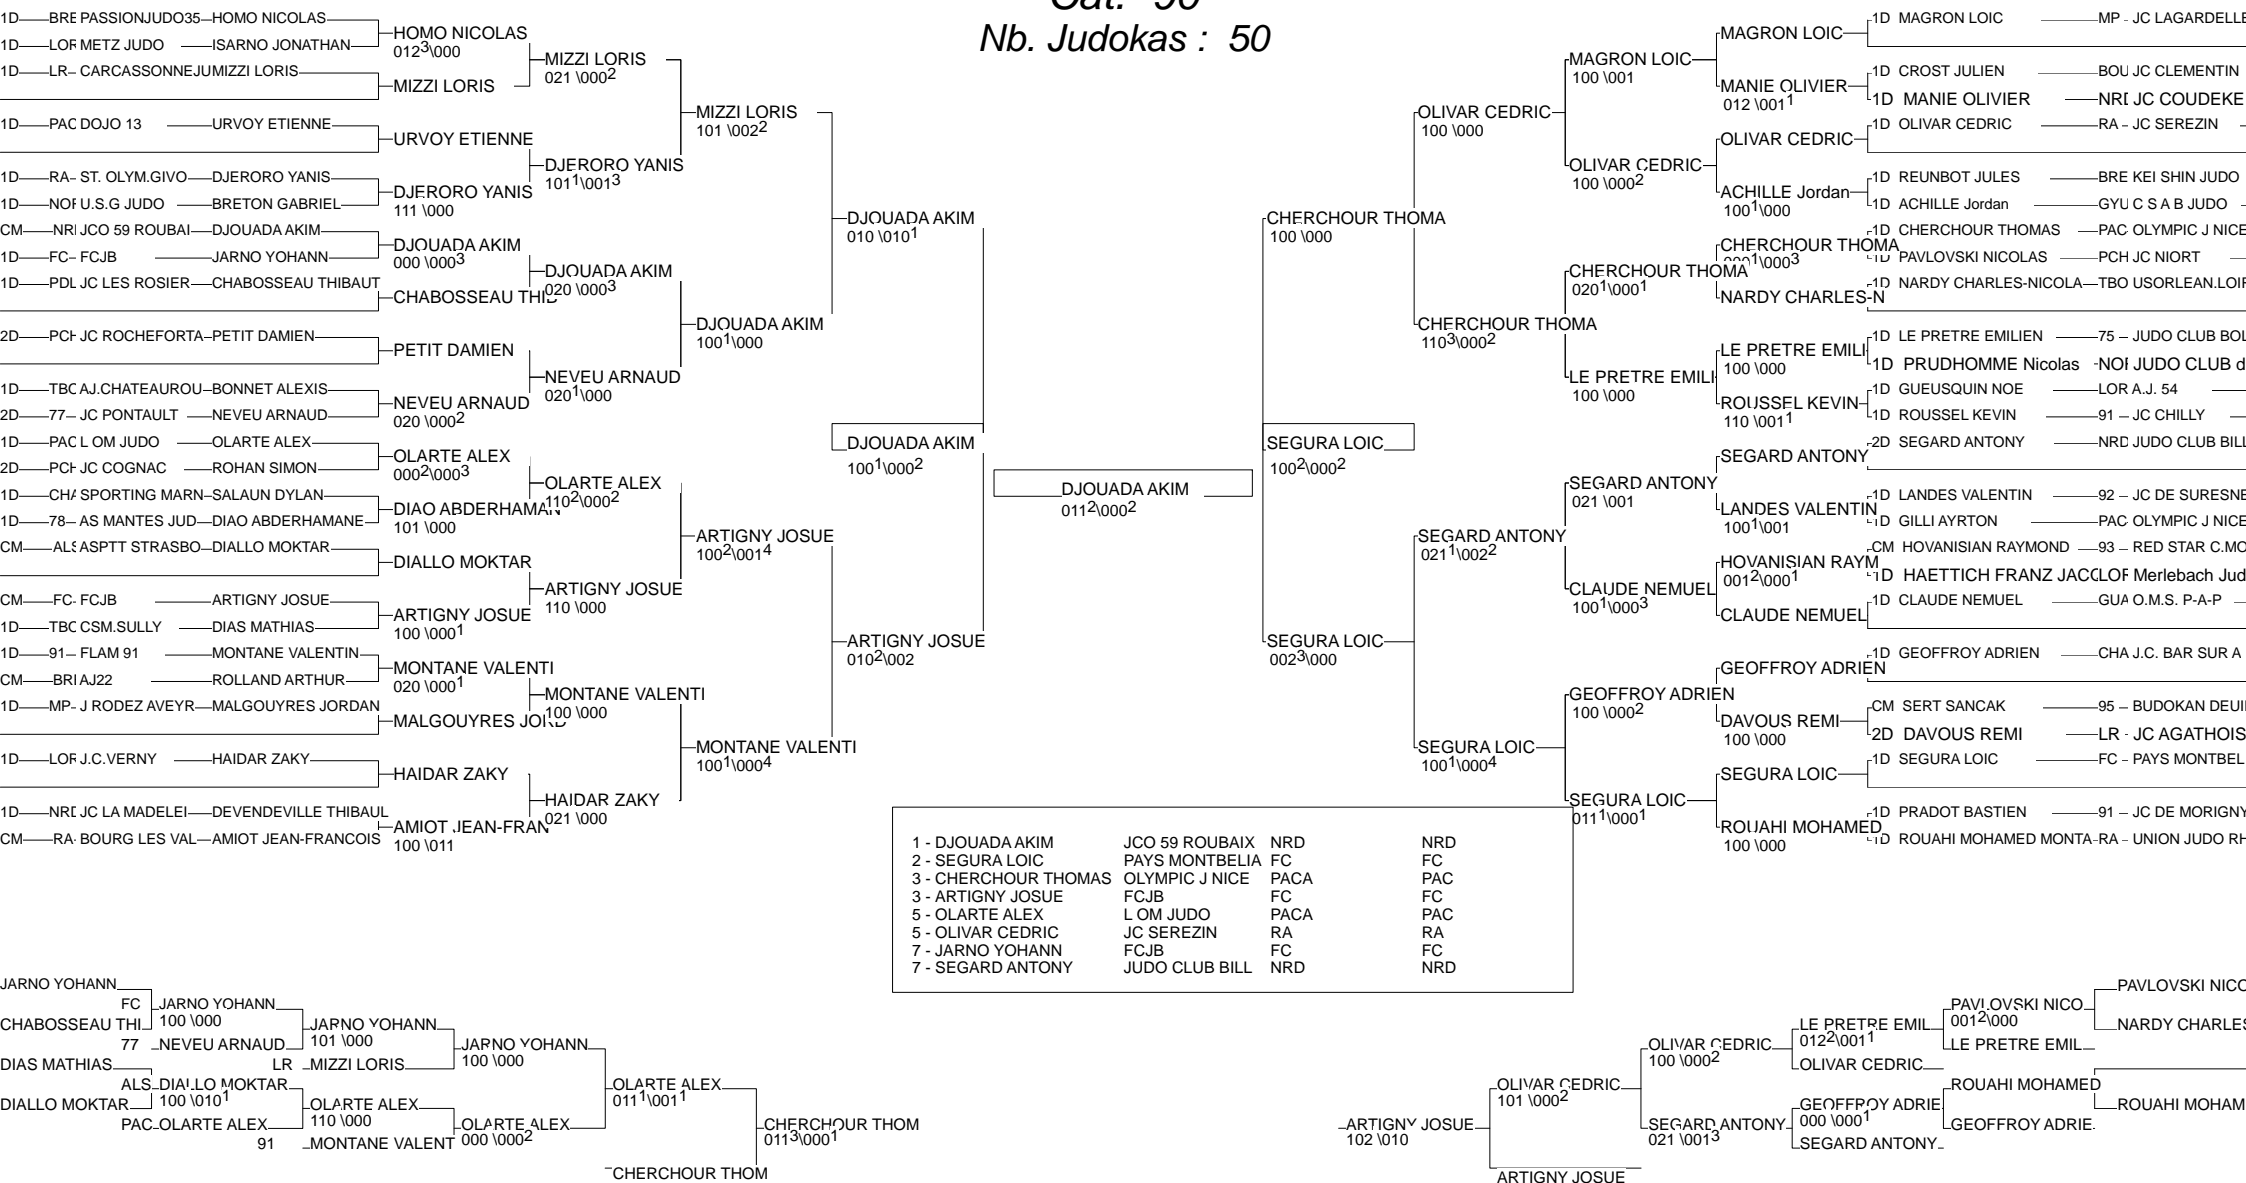 Cat. -90
Nb. Judokas : 50
1D BRE PASSIONJUDO35 HOMO NICOLAS
1D LOR METZ JUDO ISARNO JONATHAN
1D LR CARCASSONNEJU MIZZI LORIS
1D PAC DOJO 13 URVOY ETIENNE
1D RA ST. OLYM.GIVO DJERORO YANIS
1D NOR U.S.G JUDO BRETON GABRIEL
CM NRD JCO 59 ROUBAI DJOUADA AKIM
1D FC FCJB JARNO YOHANN
1D PDL JC LES ROSIER CHABOSSEAU THIBAUT
2D PCH JC ROCHEFORTA PETIT DAMIEN
1D TBO AJ.CHATEAUROU BONNET ALEXIS
2D 77 JC PONTAULT NEVEU ARNAUD
1D PAC L OM JUDO OLARTE ALEX
2D PCH JC COGNAC ROHAN SIMON
1D CHA SPORTING MARN SALAUN DYLAN
1D 78 AS MANTES JUD DIAO ABDERHAMANE
CM ALS ASPTT STRASBO DIALLO MOKTAR
CM FC FCJB ARTIGNY JOSUE
1D TBO CSM.SULLY DIAS MATHIAS
1D 91 FLAM 91 MONTANE VALENTIN
CM BRE AJ22 ROLLAND ARTHUR
1D MP J RODEZ AVEYR MALGOUYRES JORDAN
1D LOR J.C.VERNY HAIDAR ZAKY
1D NRD JC LA MADELEI DEVENDEVILLE THIBAUL
CM RA BOURG LES VAL AMIOT JEAN-FRANCOIS
HOMO NICOLAS
012³\000
MIZZI LORIS
URVOY ETIENNE
DJERORO YANIS
111 \000
DJOUADA AKIM
000 \000³
CHABOSSEAU THIB
PETIT DAMIEN
NEVEU ARNAUD
020 \000²
OLARTE ALEX
000²\000³
DIAO ABDERHAMAN
101 \000
DIALLO MOKTAR
ARTIGNY JOSUE
100 \000¹
MONTANE VALENTI
020 \000¹
MALGOUYRES JORD
HAIDAR ZAKY
AMIOT JEAN-FRAN
100 \011
MIZZI LORIS
021 \000²
DJERORO YANIS
101¹\001³
DJOUADA AKIM
020 \000³
NEVEU ARNAUD
020¹\000
OLARTE ALEX
110²\000²
ARTIGNY JOSUE
110 \000
MONTANE VALENTI
100 \000
HAIDAR ZAKY
021 \000
MIZZI LORIS
101 \002²
DJOUADA AKIM
100¹\000
ARTIGNY JOSUE
100²\001⁴
MONTANE VALENTI
100¹\000⁴
DJOUADA AKIM
010 \010¹
ARTIGNY JOSUE
010²\002
DJOUADA AKIM
100¹\000²
DJOUADA AKIM
011²\000²
SEGURA LOIC
100²\000²
CHERCHOUR THOMA
100 \000
SEGURA LOIC
002³\000
OLIVAR CEDRIC
100 \000
CHERCHOUR THOMA
110³\000²
SEGARD ANTONY
021¹\002²
SEGURA LOIC
100¹\000⁴
MAGRON LOIC
100 \001
OLIVAR CEDRIC
100 \000²
CHERCHOUR THOMA
020¹\000¹
LE PRETRE EMILI
100 \000
SEGARD ANTONY
021 \001
CLAUDE NEMUEL
100¹\000³
GEOFFROY ADRIEN
100 \000²
SEGURA LOIC
011¹\000¹
MAGRON LOIC
MANIE OLIVIER
012 \001¹
OLIVAR CEDRIC
ACHILLE Jordan
100¹\000
CHERCHOUR THOMA
000¹\000³
NARDY CHARLES-N
LE PRETRE EMILI
100 \000
ROUSSEL KEVIN
110 \001¹
SEGARD ANTONY
LANDES VALENTIN
100¹\001
HOVANISIAN RAYM
001²\000¹
CLAUDE NEMUEL
GEOFFROY ADRIEN
DAVOUS REMI
100 \000
SEGURA LOIC
ROUAHI MOHAMED
100 \000
1D MAGRON LOIC MP - JC LAGARDELLE
1D CROST JULIEN BOU JC CLEMENTIN
1D MANIE OLIVIER NRD JC COUDEKE
1D OLIVAR CEDRIC RA - JC SEREZIN
1D REUNBOT JULES BRE KEI SHIN JUDO
1D ACHILLE Jordan GYU C S A B JUDO
1D CHERCHOUR THOMAS PAC OLYMPIC J NICE
1D PAVLOVSKI NICOLAS PCH JC NIORT
1D NARDY CHARLES-NICOLA TBO USORLEAN.LOIR
1D LE PRETRE EMILIEN 75 - JUDO CLUB BOL
1D PRUDHOMME Nicolas NOR JUDO CLUB d
1D GUEUSQUIN NOE LOR A.J. 54
1D ROUSSEL KEVIN 91 - JC CHILLY
2D SEGARD ANTONY NRD JUDO CLUB BILL
1D LANDES VALENTIN 92 - JC DE SURESNE
1D GILLI AYRTON PAC OLYMPIC J NICE
CM HOVANISIAN RAYMOND 93 - RED STAR C.MO
1D HAETTICH FRANZ JACQ LOR Merlebach Jud
1D CLAUDE NEMUEL GUA O.M.S. P-A-P
1D GEOFFROY ADRIEN CHA J.C. BAR SUR A
CM SERT SANCAK 95 - BUDOKAN DEUIL
2D DAVOUS REMI LR - JC AGATHOIS
1D SEGURA LOIC FC - PAYS MONTBEL
1D PRADOT BASTIEN 91 - JC DE MORIGNY
1D ROUAHI MOHAMED MONTA RA - UNION JUDO RH
1 - DJOUADA AKIM JCO 59 ROUBAIX NRD NRD
2 - SEGURA LOIC PAYS MONTBELIA FC FC
3 - CHERCHOUR THOMAS OLYMPIC J NICE PACA PAC
3 - ARTIGNY JOSUE FCJB FC FC
5 - OLARTE ALEX L OM JUDO PACA PAC
5 - OLIVAR CEDRIC JC SEREZIN RA RA
7 - JARNO YOHANN FCJB FC FC
7 - SEGARD ANTONY JUDO CLUB BILL NRD NRD
JARNO YOHANN
CHABOSSEAU THI
DIAS MATHIAS
DIALLO MOKTAR
FC JARNO YOHANN
100 \000
77 NEVEU ARNAUD
ALS DIALLO MOKTAR
100 \010¹
PAC OLARTE ALEX
JARNO YOHANN
101 \000
LR MIZZI LORIS
OLARTE ALEX
110 \000
91 MONTANE VALENT
JARNO YOHANN
100 \000
OLARTE ALEX
000 \000²
OLARTE ALEX
011¹\001¹
CHERCHOUR THOM
CHERCHOUR THOM
011³\000¹
ARTIGNY JOSUE
102 \010
OLIVAR CEDRIC
101 \000²
ARTIGNY JOSUE
OLIVAR CEDRIC
100 \000²
SEGARD ANTONY
021 \001³
LE PRETRE EMIL
012²\001¹
OLIVAR CEDRIC
GEOFFROY ADRIE
000 \000¹
SEGARD ANTONY
PAVLOVSKI NICO
001²\000
LE PRETRE EMIL
ROUAHI MOHAMED
GEOFFROY ADRIE
PAVLOVSKI NICO
NARDY CHARLES
ROUAHI MOHAM